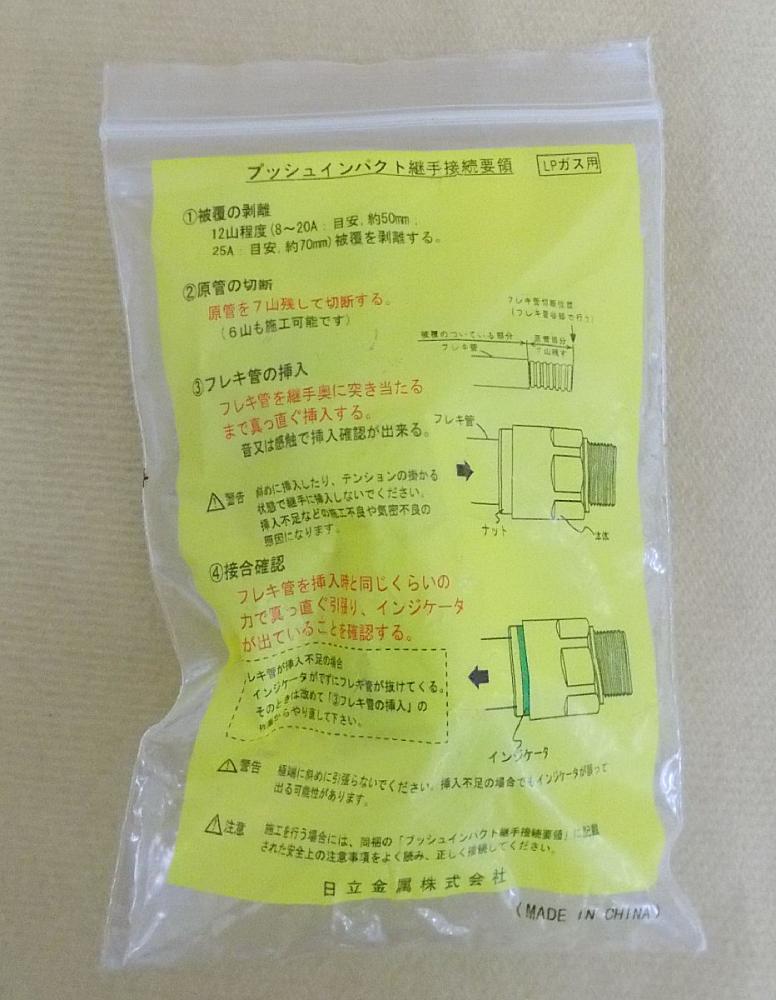 プッシュインパクト継手接続要領
LPガス用
①被覆の剥離
12山程度(8～20A：目安,約50mm,
25A：目安,約70mm)被覆を剥離する。
②原管の切断
原管を7山残して切断する。
(6山も施工可能です)
フレキ管切断位置
(フレキ管谷部で行う)
被覆のついている部分
原管部分
フレキ管
7山残す
③フレキ管の挿入
フレキ管を継手奥に突き当たる
まで真っ直ぐ挿入する。
音又は感触で挿入確認が出来る。
フレキ管
ナット
本体
警告
斜めに挿入したり、テンションの掛かる
状態で継手に挿入しないでください。
挿入不足などの施工不良や気密不良の
原因になります。
④接合確認
フレキ管を挿入時と同じくらいの
力で真っ直ぐ引張り、インジケータ
が出ていることを確認する。
レキ管が挿入不足の場合
インジケータがでずにフレキ管が抜けてくる。
そのときは改めて「③フレキ管の挿入」の
からやり直して下さい。
インジケータ
警告
極端に斜めに引張らないでください。挿入不足の場合でもインジケータが誤って
出る可能性があります。
注意
施工を行う場合には、同梱の「プッシュインパクト継手接続要領」に記載
された安全上の注意事項をよく読み、正しく接続してください。
日立金属株式会社
(MADE IN CHINA)